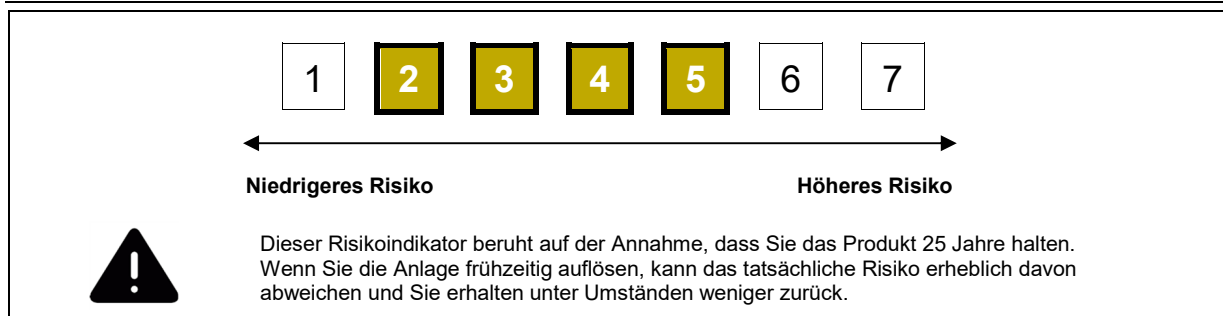 1 2 3 4 5 6 7
Niedrigeres Risiko Höheres Risiko
Dieser Risikoindikator beruht auf der Annahme, dass Sie das Produkt 25 Jahre halten.
Wenn Sie die Anlage frühzeitig auflösen, kann das tatsächliche Risiko erheblich davon
abweichen und Sie erhalten unter Umständen weniger zurück.